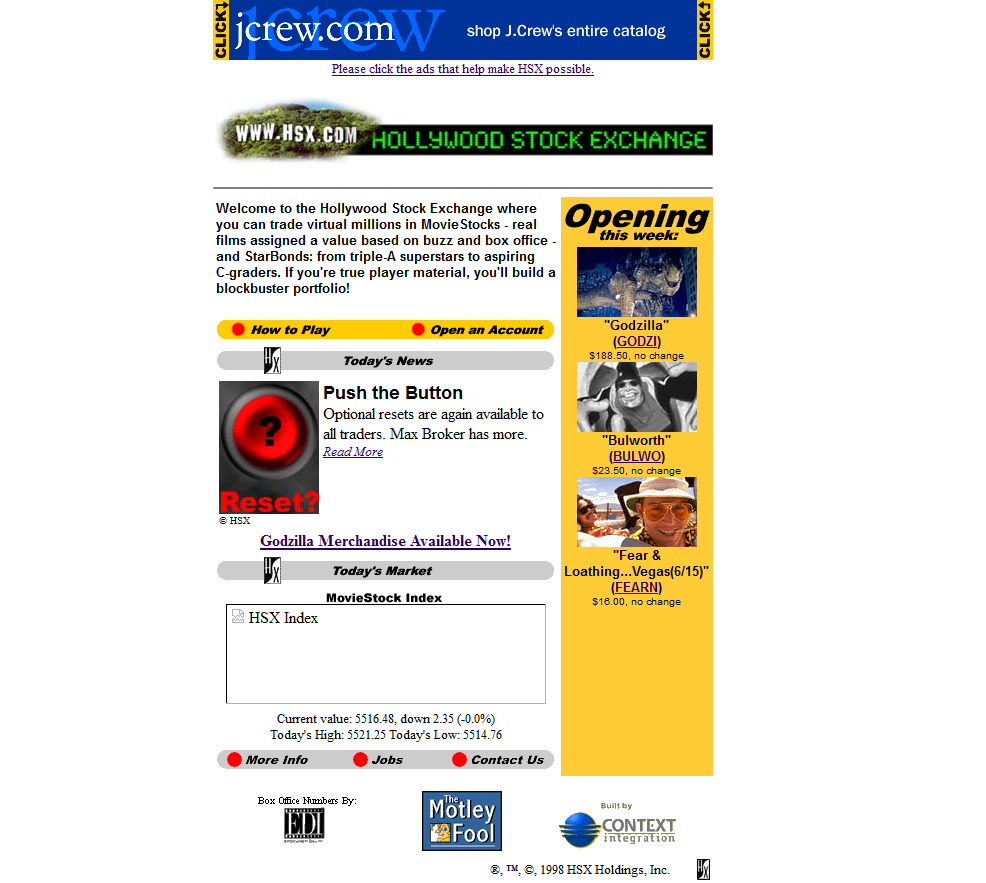 CLICK!
jcrew.com
shop J.Crew's entire catalog
CLICK!
Please click the ads that help make HSX possible.
WWW.HSX.COM
HOLLYWOOD STOCK EXCHANGE
Welcome to the Hollywood Stock Exchange where
you can trade virtual millions in MovieStocks - real
films assigned a value based on buzz and box office -
and StarBonds: from triple-A superstars to aspiring
C-graders. If you're true player material, you'll build a
blockbuster portfolio!
How to Play
Open an Account
HSX
Today's News
? Reset?
© HSX
Push the Button
Optional resets are again available to
all traders. Max Broker has more.
Read More
Godzilla Merchandise Available Now!
HSX
Today's Market
MovieStock Index
HSX Index
Current value: 5516.48, down 2.35 (-0.0%)
Today's High: 5521.25 Today's Low: 5514.76
More Info
Jobs
Contact Us
Opening
this week:
"Godzilla"
(GODZI)
$188.50, no change
"Bulworth"
(BULWO)
$23.50, no change
"Fear &
Loathing...Vegas(6/15)"
(FEARN)
$16.00, no change
Box Office Numbers By:
EDI
The
Motley
Fool
Built by
CONTEXT
integration
®, ™, ©, 1998 HSX Holdings, Inc.
HSX